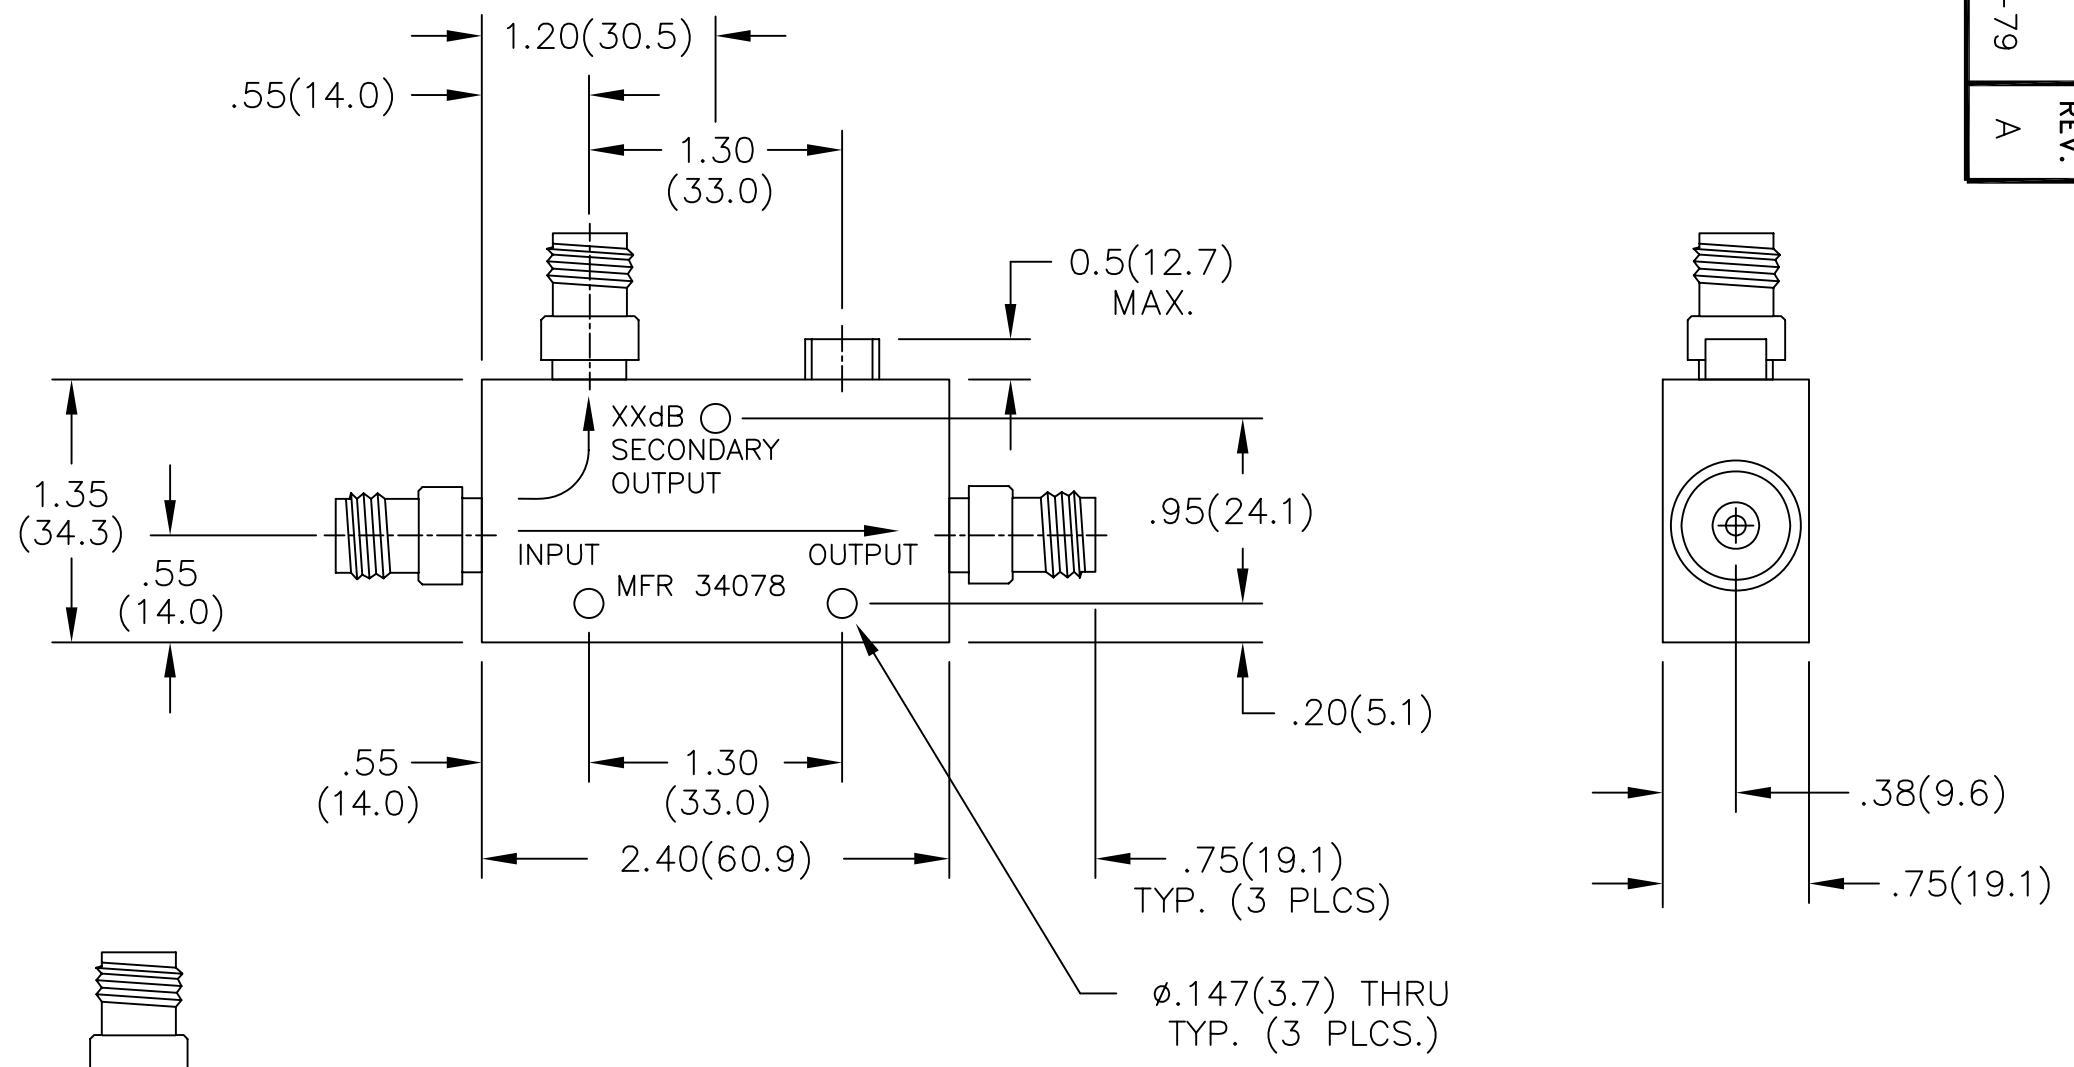 1.20(30.5)
.55(14.0)
1.30
(33.0)
0.5(12.7)
MAX.
-79
REV.
A
XXdB
SECONDARY
OUTPUT
1.35
(34.3)
.55
(14.0)
INPUT
OUTPUT
MFR 34078
.95(24.1)
.20(5.1)
.55
(14.0)
1.30
(33.0)
2.40(60.9)
.75(19.1)
TYP. (3 PLCS)
.38(9.6)
.75(19.1)
ø.147(3.7) THRU
TYP. (3 PLCS.)